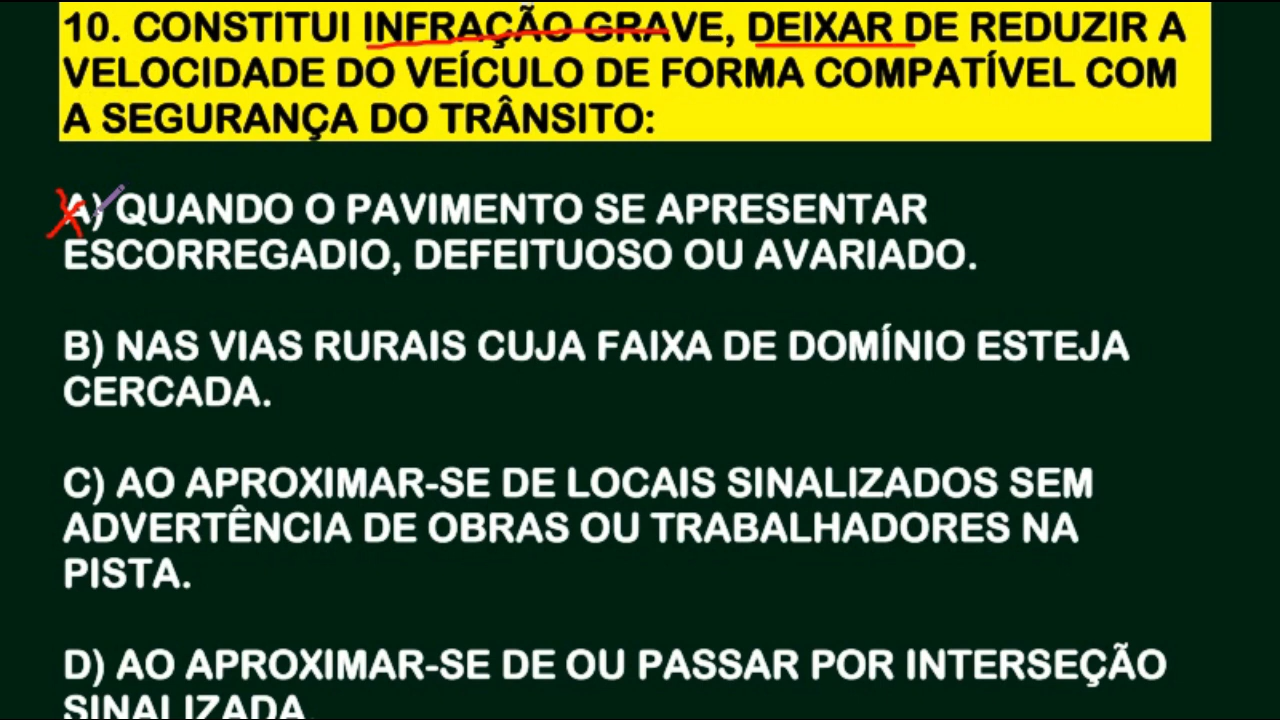 10. CONSTITUI INFRAÇÃO GRAVE, DEIXAR DE REDUZIR A
VELOCIDADE DO VEÍCULO DE FORMA COMPATÍVEL COM
A SEGURANÇA DO TRÂNSITO:
A) QUANDO O PAVIMENTO SE APRESENTAR
ESCORREGADIO, DEFEITUOSO OU AVARIADO.
B) NAS VIAS RURAIS CUJA FAIXA DE DOMÍNIO ESTEJA
CERCADA.
C) AO APROXIMAR-SE DE LOCAIS SINALIZADOS SEM
ADVERTÊNCIA DE OBRAS OU TRABALHADORES NA
PISTA.
D) AO APROXIMAR-SE DE OU PASSAR POR INTERSEÇÃO
SINALIZADA.